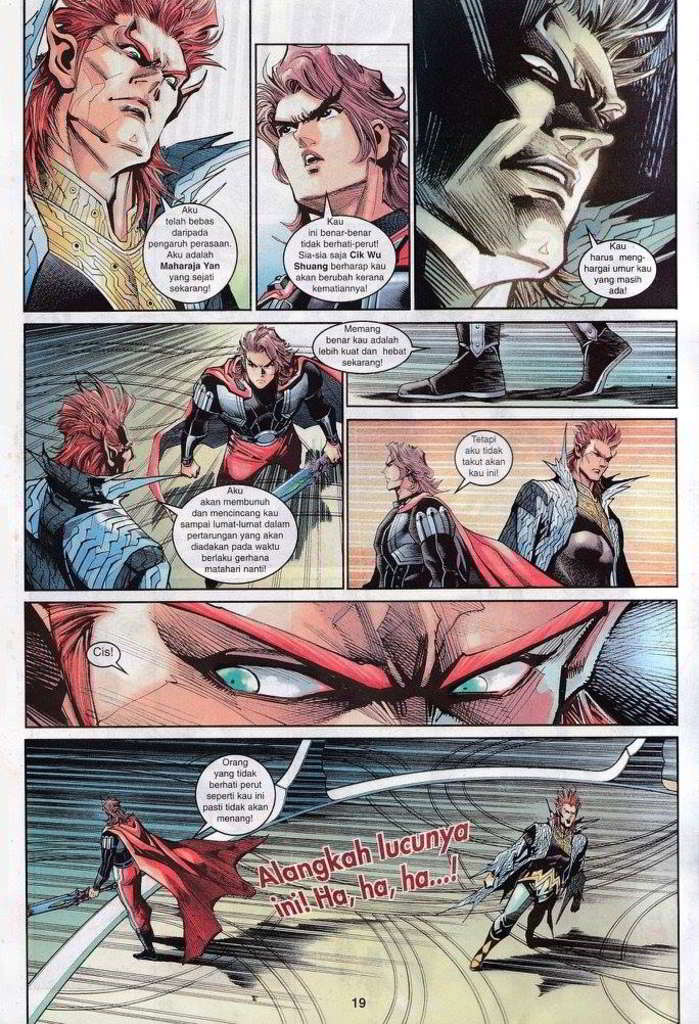 Aku
telah bebas
daripada
pengaruh perasaan.
Aku adalah
Maharaja Yan
yang sejati
sekarang!
Kau
ini benar-benar
tidak berhati-perut!
Sia-sia saja Cik Wu
Shuang berharap kau
akan berubah kerana
kematiannya!
Kau
harus meng-
hargai umur kau
yang masih
ada!
Aku
akan membunuh
dan mencincang kau
sampai lumat-lumat dalam
pertarungan yang akan
diadakan pada waktu
berlaku gerhana
matahari nanti!
Memang
benar kau adalah
lebih kuat dan hebat
sekarang!
Tetapi
aku tidak
takut akan
kau ini!
Cis!
Orang
yang tidak
berhati perut
seperti kau ini
pasti tidak akan
menang!
Alangkah lucunya
ini! Ha, ha, ha...!
19